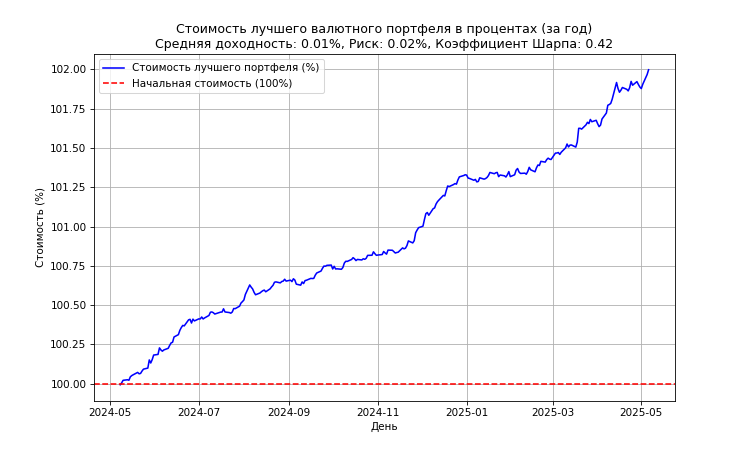 Стоимость лучшего валютного портфеля в процентах (за год)
Средняя доходность: 0.01%, Риск: 0.02%, Коэффициент Шарпа: 0.42
Стоимость лучшего портфеля (%)
Начальная стоимость (100%)
Стоимость (%)
102.00
101.75
101.50
101.25
101.00
100.75
100.50
100.25
100.00
2024-05 2024-07 2024-09 2024-11 2025-01 2025-03 2025-05
День